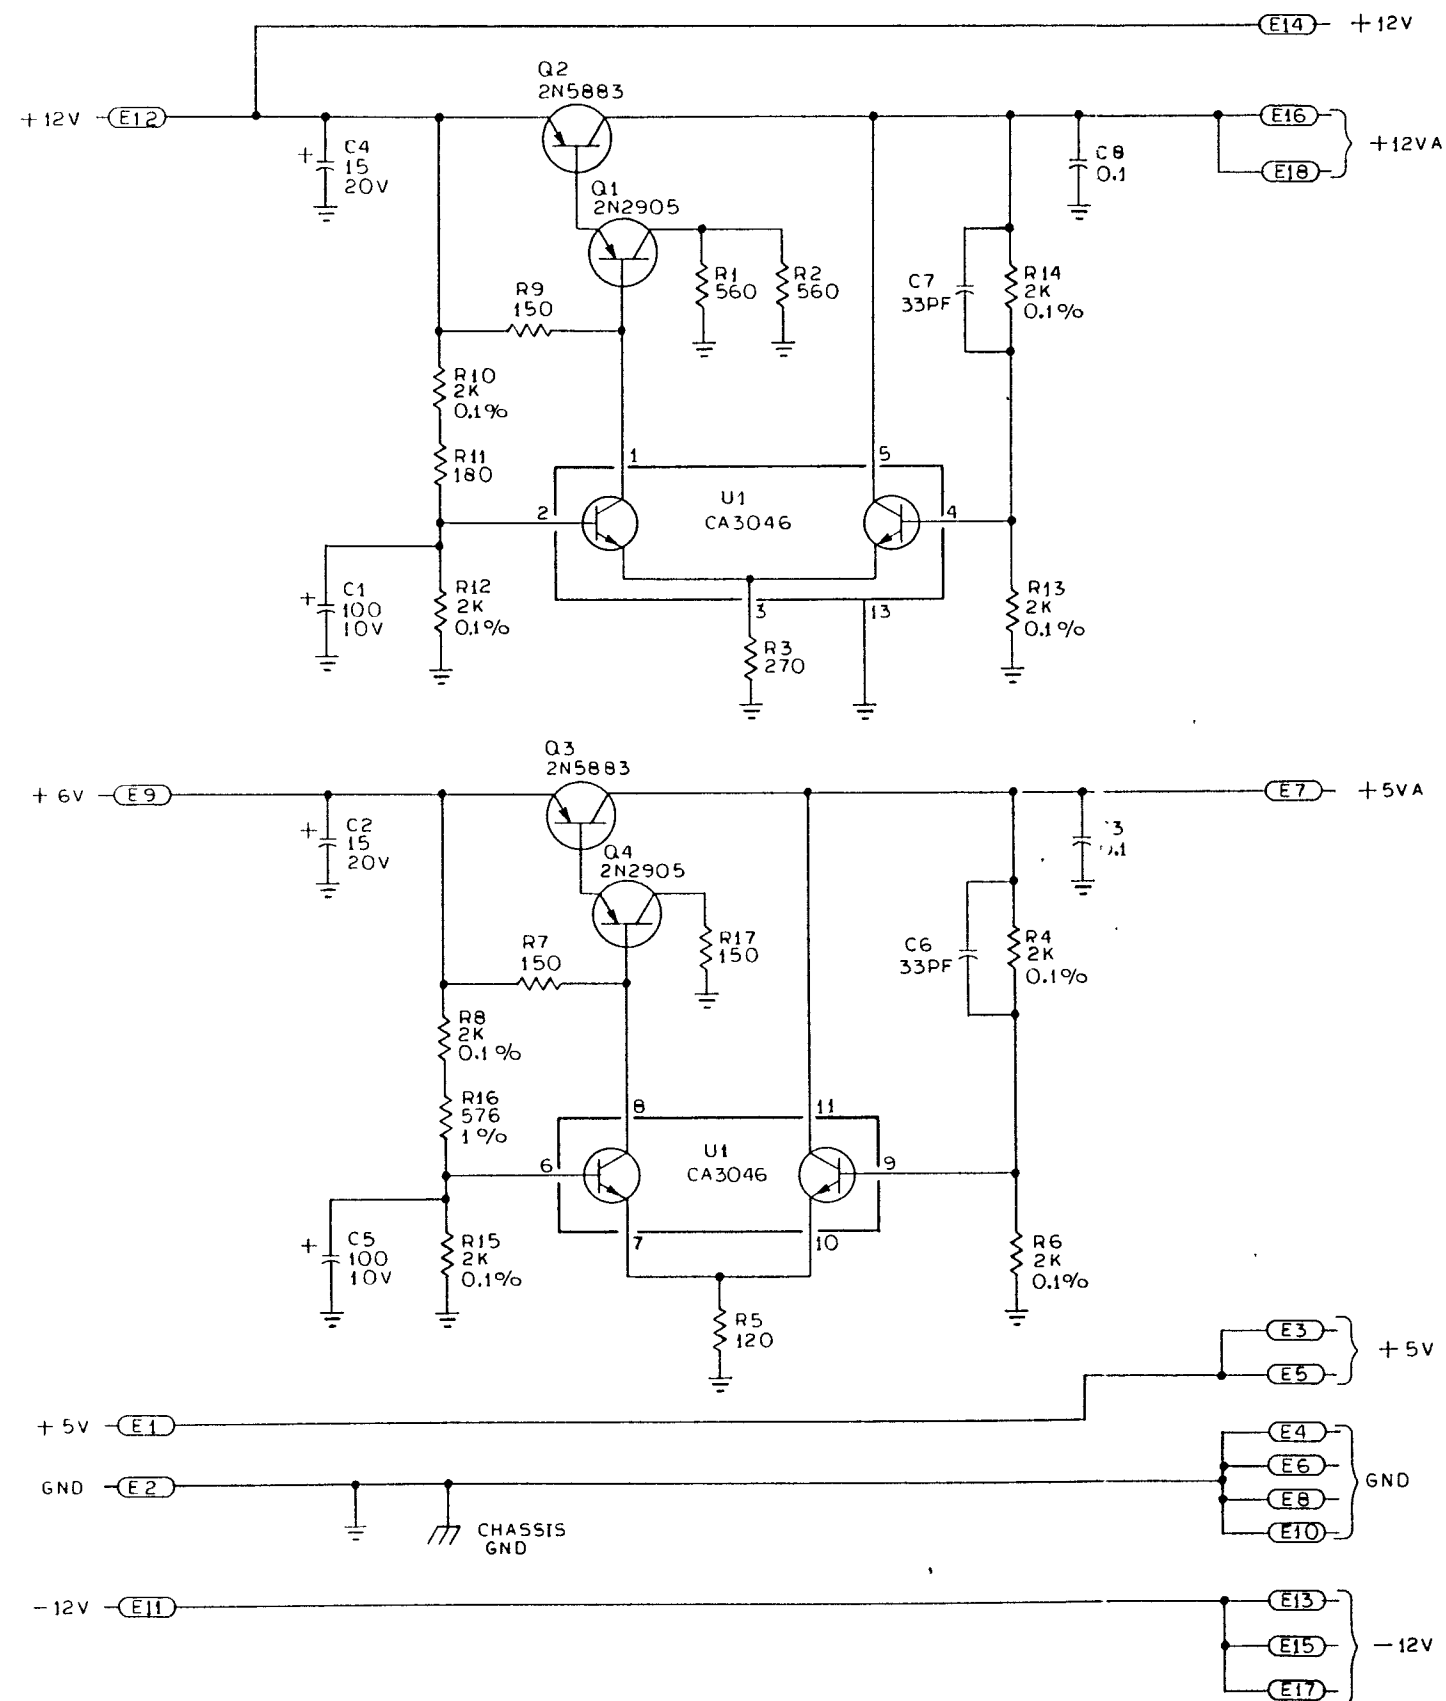 E14 +12V
Q2
2N5883
+12V E12
E16
+12VA
E18
+ C4
15
20V
C8
0.1
Q1
2N2905
R1
560
R2
560
C7
33PF
R14
2K
0.1%
R9
150
R10
2K
0.1%
R11
180
1
5
U1
CA3046
2
4
+ C1
100
10V
R12
2K
0.1%
3
13
R13
2K
0.1%
R3
270
Q3
2N5883
+6V E9
E7 +5VA
+ C2
15
20V
3
.1
Q4
2N2905
R17
150
C6
33PF
R4
2K
0.1%
R7
150
R8
2K
0.1%
R16
576
1%
8
11
U1
CA3046
6
9
+ C5
100
10V
R15
2K
0.1%
7
10
R6
2K
0.1%
R5
120
E3
+5V
E5
+5V E1
E4
E6
GND
E8
E10
GND E2
CHASSIS
GND
-12V E11
E13
E15
-12V
E17